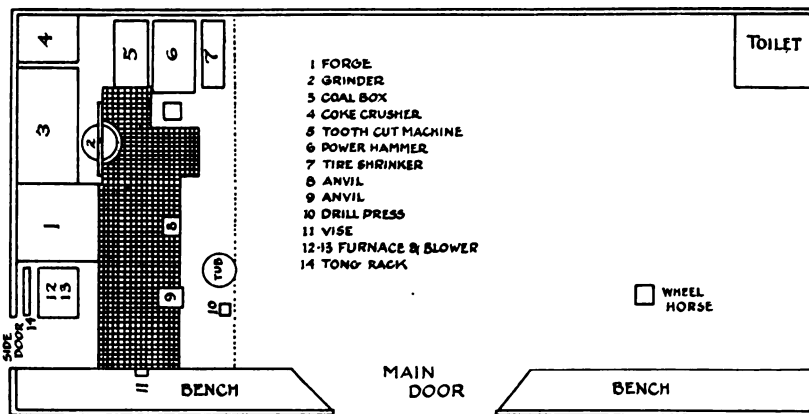 4
5
6
7
TOILET
1 FORGE
2 GRINDER
3 COAL BOX
4 COKE CRUSHER
5 TOOTH CUT MACHINE
6 POWER HAMMER
7 TIRE SHRINKER
8 ANVIL
9 ANVIL
10 DRILL PRESS
11 VISE
12-13 FURNACE & BLOWER
14 TONG RACK
3
2
1
8
TUB
12
13
9
10
14
SIDE
DOOR
WHEEL
HORSE
11
BENCH
MAIN
DOOR
BENCH